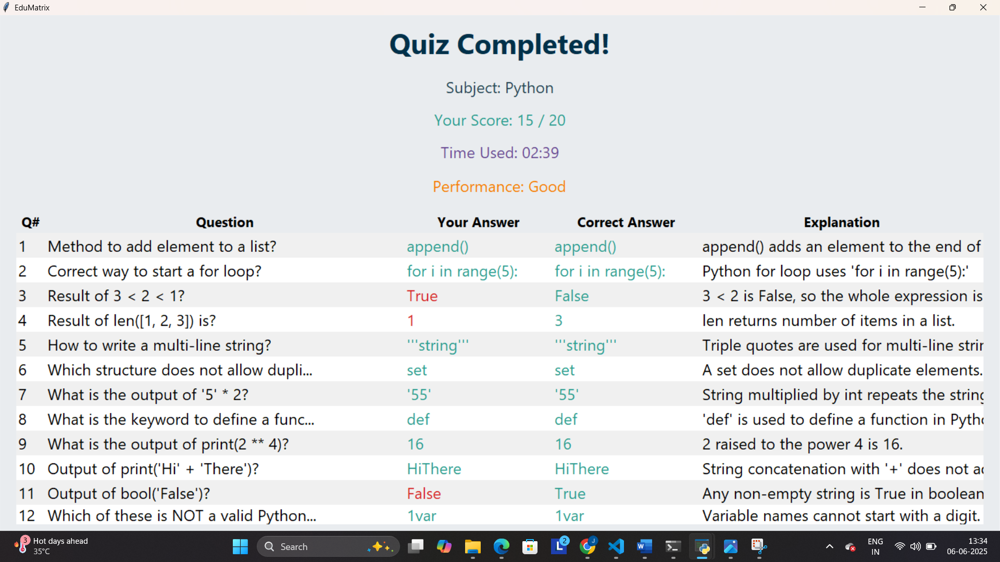 EduMatrix
Quiz Completed!
Subject: Python
Your Score: 15 / 20
Time Used: 02:39
Performance: Good
Q# Question Your Answer Correct Answer Explanation
1 Method to add element to a list? append() append() append() adds an element to the end of
2 Correct way to start a for loop? for i in range(5): for i in range(5): Python for loop uses 'for i in range(5):'
3 Result of 3 < 2 < 1? True False 3 < 2 is False, so the whole expression is
4 Result of len([1, 2, 3]) is? 1 3 len returns number of items in a list.
5 How to write a multi-line string? '''string''' '''string''' Triple quotes are used for multi-line
6 Which structure does not allow dupli... set set A set does not allow duplicate elements.
7 What is the output of '5' * 2? '55' '55' String multiplied by int repeats the string
8 What is the keyword to define a func... def def 'def' is used to define a function in
9 What is the output of print(2 ** 4)? 16 16 2 raised to the power 4 is 16.
10 Output of print('Hi' + 'There')? HiThere HiThere String concatenation with '+' does not
11 Output of bool('False')? False True Any non-empty string is True in boolean
12 Which of these is NOT a valid Python... 1var 1var Variable names cannot start with a digit.
3 Hot days ahead
35°C
Search
2
J
ENG
IN
13:34
06-06-2025